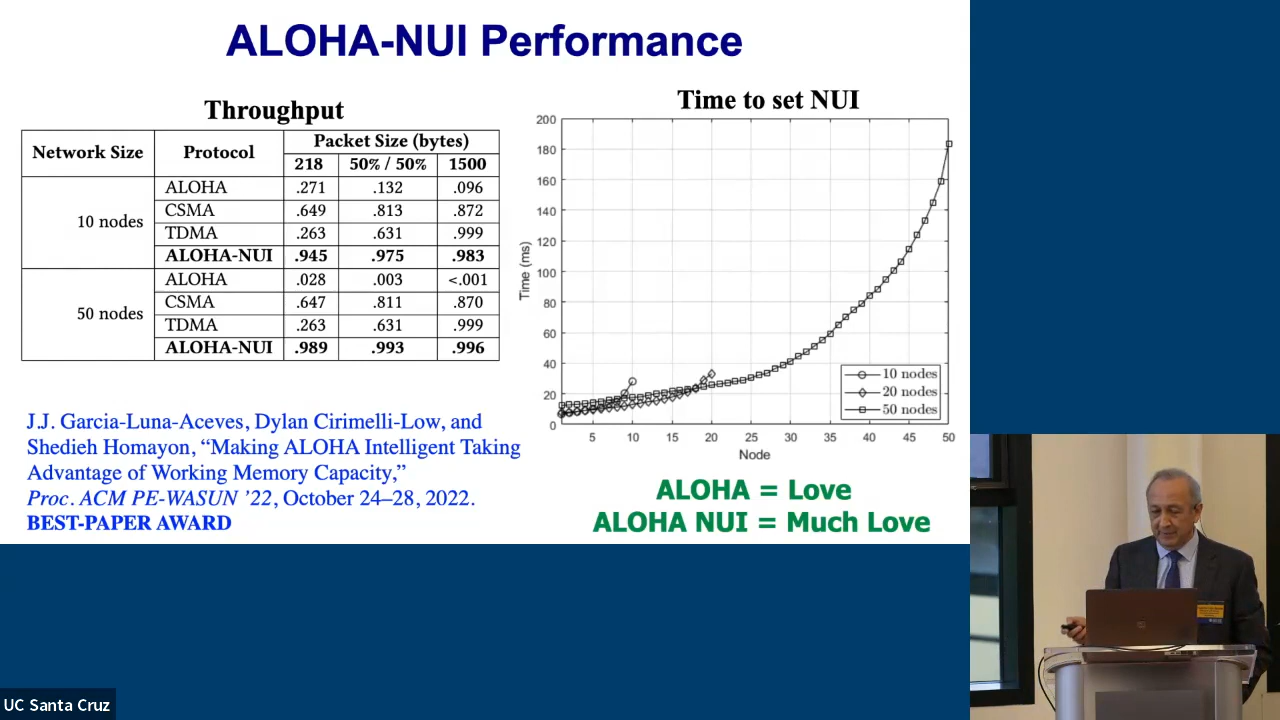 ALOHA-NUI Performance
Throughput
Network Size Protocol Packet Size (bytes)
218 50% / 50% 1500
10 nodes
ALOHA .271 .132 .096
CSMA .649 .813 .872
TDMA .263 .631 .999
ALOHA-NUI .945 .975 .983
50 nodes
ALOHA .028 .003 <.001
CSMA .647 .811 .870
TDMA .263 .631 .999
ALOHA-NUI .989 .993 .996
Time to set NUI
200
180
160
140
120
100
80
60
40
20
0
Time (ms)
5 10 15 20 25 30 35 40 45 50
Node
10 nodes
20 nodes
50 nodes
J.J. Garcia-Luna-Aceves, Dylan Cirimelli-Low, and
Shedieh Homayon, “Making ALOHA Intelligent Taking
Advantage of Working Memory Capacity,”
Proc. ACM PE-WASUN ’22, October 24–28, 2022.
BEST-PAPER AWARD
ALOHA = Love
ALOHA NUI = Much Love
UC Santa Cruz